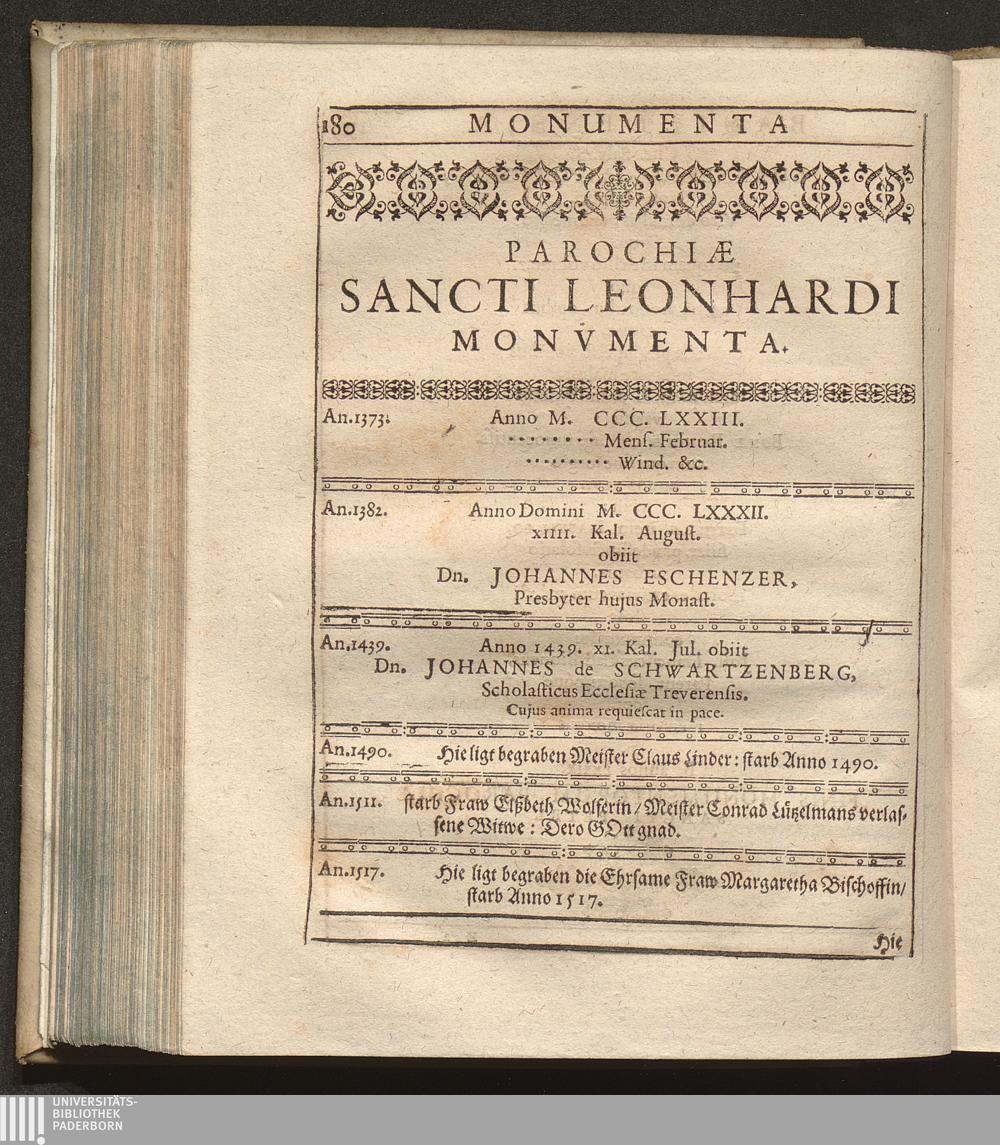 180 MONUMENTA
PAROCHIÆ
SANCTI LEONHARDI
MONVMENTA.
An.1373. Anno M. CCC. LXXIII.
········ Menſ. Februar.
·········· Wind. &c.
An.1382. Anno Domini M. CCC. LXXXII.
XIIII. Kal. Auguſt.
obiit
Dn. JOHANNES ESCHENZER,
Presbyter hujus Monaſt.
An.1439. Anno 1439. XI. Kal. Jul. obiit
Dn. JOHANNES de SCHWARTZENBERG,
Scholaſticus Eccleſiæ Treverenſis.
Cujus anima requieſcat in pace.
An.1490. Hie ligt begraben Meiſter Claus Linder: ſtarb Anno 1490.
An.1511. ſtarb Fraw Elßbeth Wolferin / Meiſter Conrad Lützelmans verlaſ-
ſene Witwe: Dero GOtt gnad.
An.1517. Hie ligt begraben die Ehrſame Fraw Margaretha Biſchoffin /
ſtarb Anno 1517.
Hie
UNIVERSITÄTS-
BIBLIOTHEK
PADERBORN